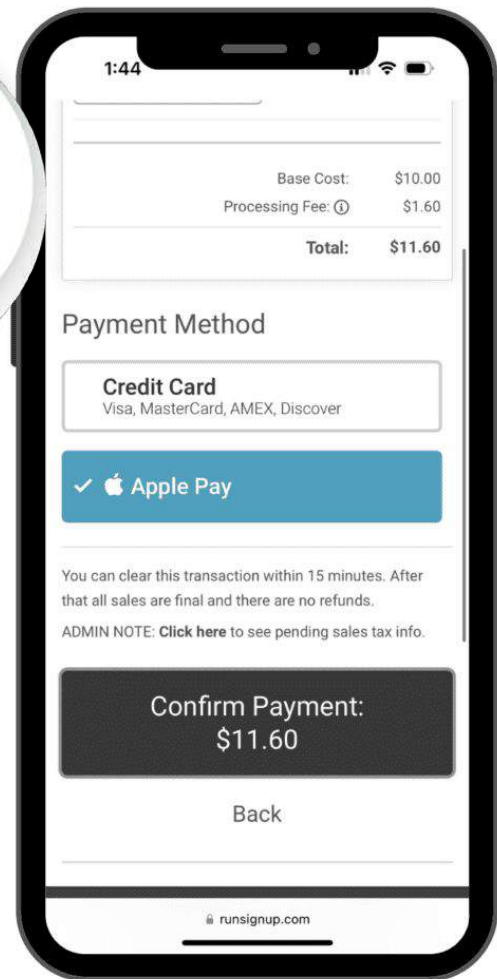 1:44
Base Cost: $10.00
Processing Fee: ⓘ $1.60
Total: $11.60
Payment Method
Credit Card
Visa, MasterCard, AMEX, Discover
Apple Pay
You can clear this transaction within 15 minutes. After
that all sales are final and there are no refunds.
ADMIN NOTE: Click here to see pending sales tax info.
Confirm Payment:
$11.60
Back
runsignup.com